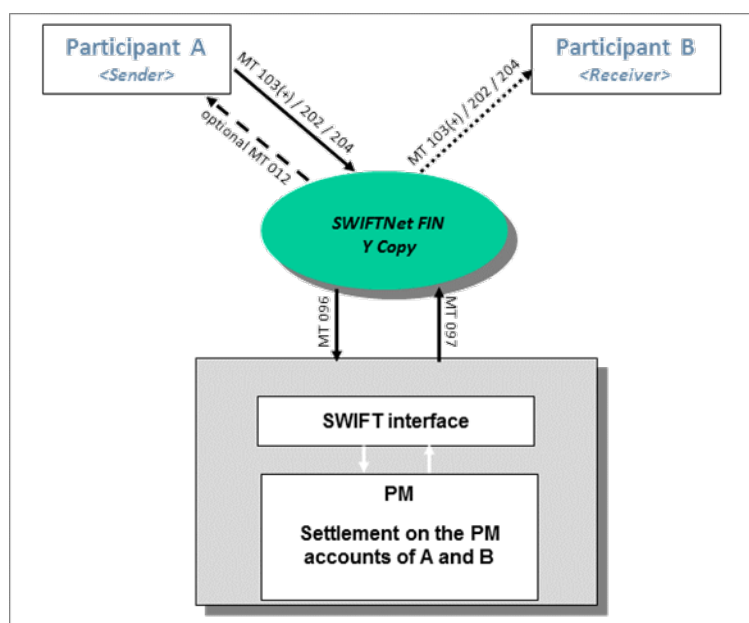 Participant A
<Sender>
Participant B
<Receiver>
MT 103(+) / 202 / 204
optional MT 012
MT 103(+) / 202 / 204
SWIFTNet FIN
Y Copy
MT 096
MT 097
SWIFT interface
PM
Settlement on the PM
accounts of A and B